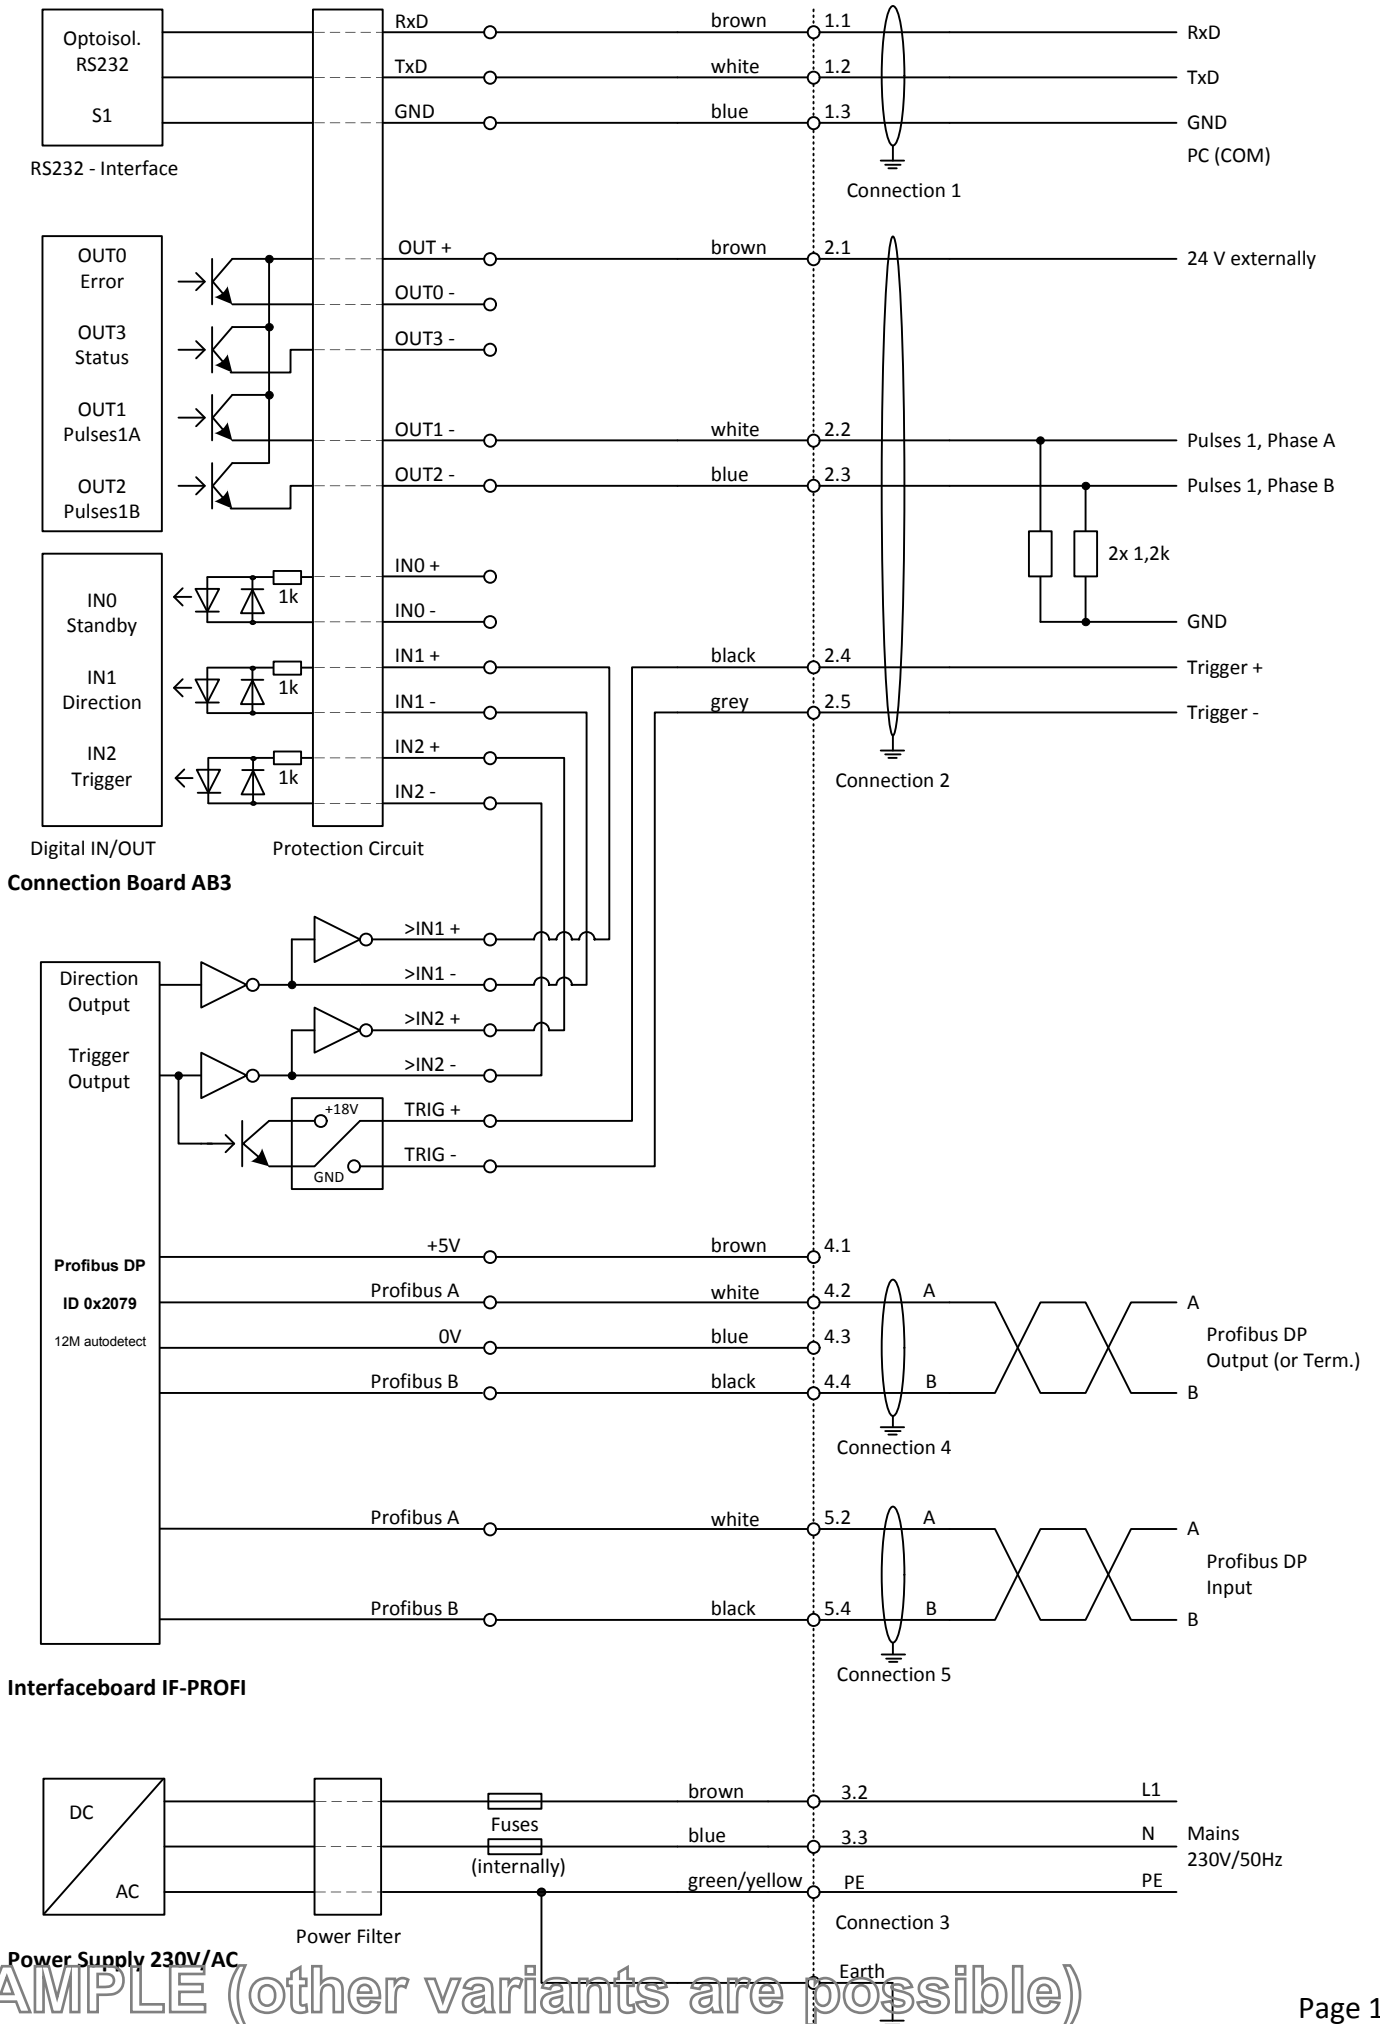 RxD brown 1.1 RxD
Optoisol.
RS232
TxD white 1.2 TxD
S1
GND blue 1.3 GND
PC (COM)
RS232 - Interface
Connection 1
OUT + brown 2.1 24 V externally
OUT0
Error
OUT0 -
OUT3
Status
OUT3 -
OUT1
Pulses1A
OUT1 - white 2.2 Pulses 1, Phase A
OUT2
Pulses1B
OUT2 - blue 2.3 Pulses 1, Phase B
2x 1,2k
IN0 +
1k
IN0
Standby
IN0 -
GND
IN1 + black 2.4 Trigger +
1k
IN1
Direction
IN1 - grey 2.5 Trigger -
IN2 +
IN2
Trigger
1k
IN2 -
Connection 2
Digital IN/OUT
Protection Circuit
Connection Board AB3
>IN1 +
Direction
Output
>IN1 -
>IN2 +
Trigger
Output
>IN2 -
+18V TRIG +
GND TRIG -
+5V brown 4.1
Profibus DP
Profibus A white 4.2 A A
ID 0x2079
12M autodetect
0V blue 4.3
Profibus DP
Output (or Term.)
Profibus B black 4.4 B B
Connection 4
Profibus A white 5.2 A A
Profibus DP
Input
Profibus B black 5.4 B B
Connection 5
Interfaceboard IF-PROFI
DC
brown 3.2 L1
Fuses
blue 3.3 N
Mains
230V/50Hz
(internally)
AC
green/yellow PE PE
Connection 3
Power Filter
Power Supply 230V/AC
Earth
AMPLE (other variants are possible)
Page 1